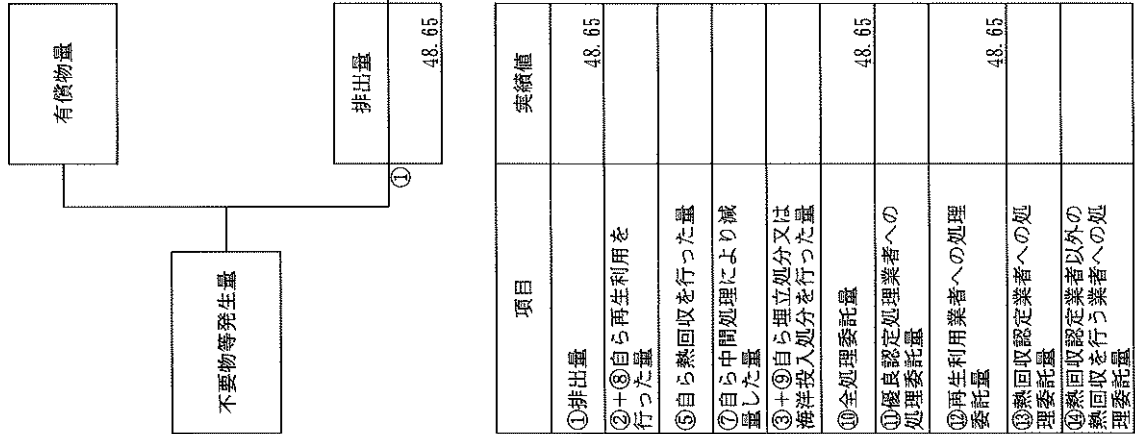 有償物量
不要物等発生量
排出量
①
48.65
項目
実績値
①排出量
48.65
②+⑧自ら再生利用を
行った量
⑤自ら熱回収を行った量
⑦自ら中間処理により減
量した量
③+⑨自ら埋立処分又は
海洋投入処分を行った量
⑩全処理委託量
48.65
⑪優良認定処理業者への
処理委託量
⑫再生利用業者への処理
委託量
48.65
⑬熱回収認定業者への処
理委託量
⑭熱回収認定業者以外の
熱回収を行う業者への処
理委託量